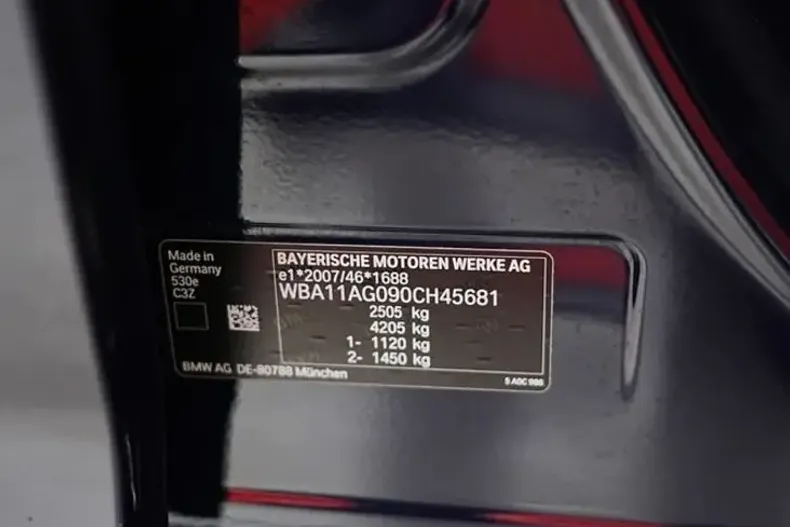 Made in
Germany
530e
C3Z
BAYERISCHE MOTOREN WERKE AG
e1*2007/46*1688
WBA11AG090CH45681
2505 kg
4205 kg
1- 1120 kg
2- 1450 kg
BMW AG DE-80788 München